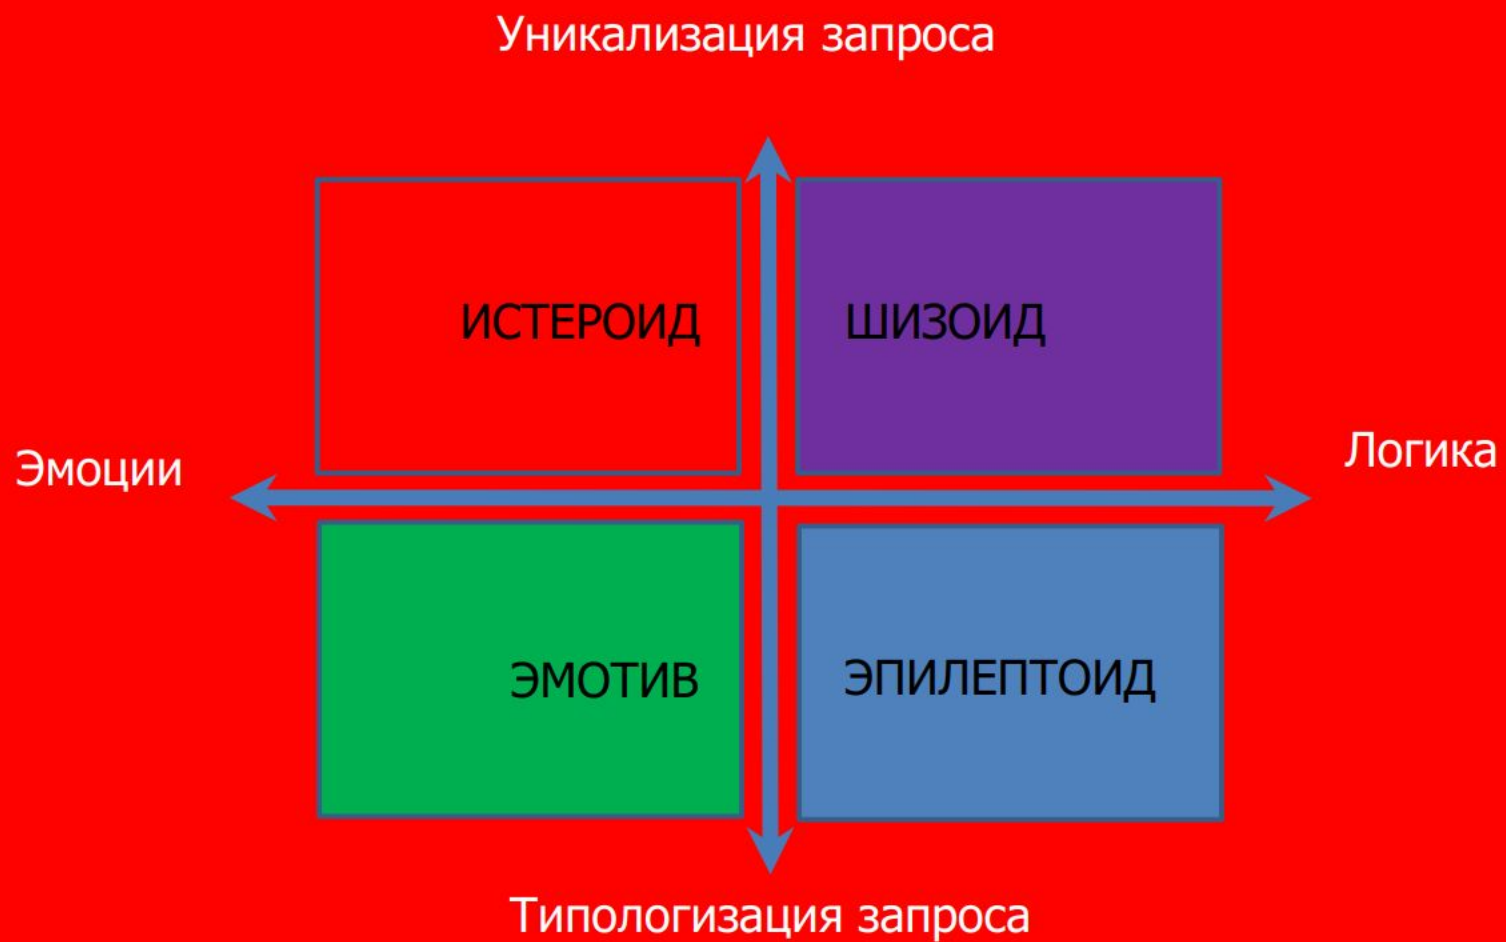 Уникализация запроса
ИСТЕРОИД
ШИЗОИД
Эмоции
Логика
ЭМОТИВ
ЭПИЛЕПТОИД
Типологизация запроса